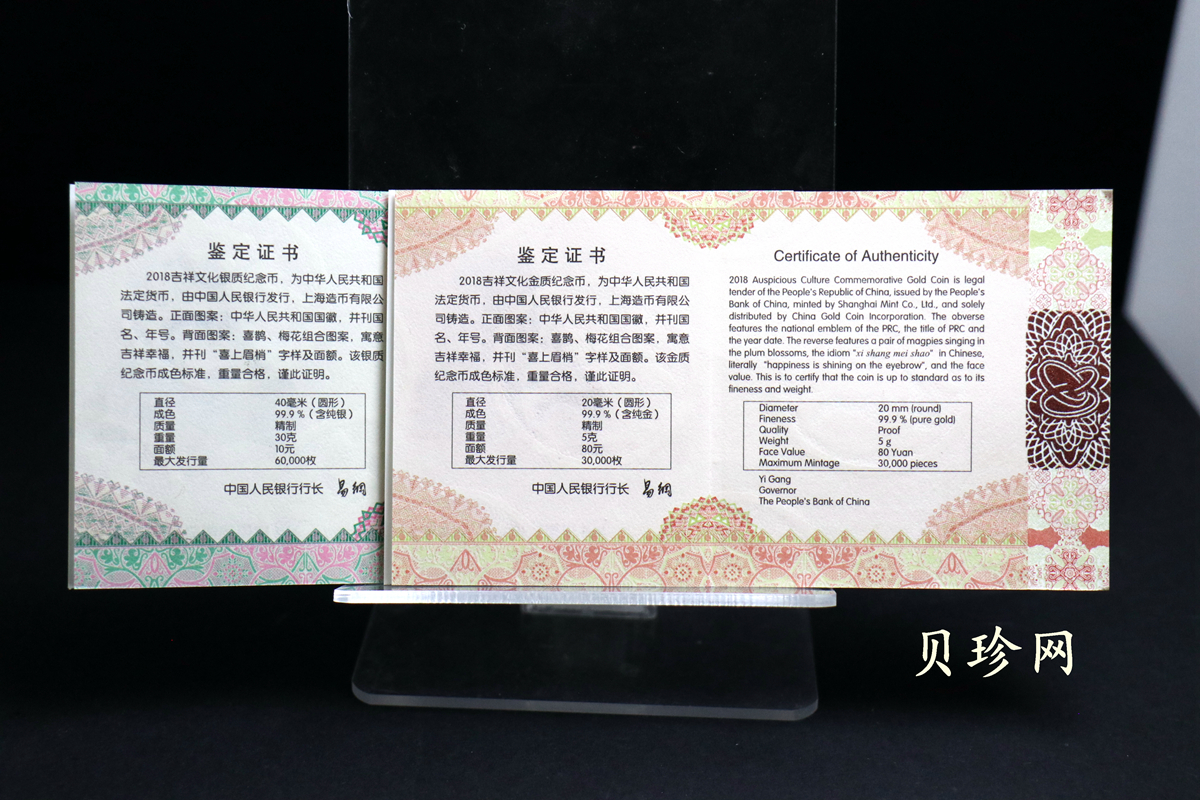 鉴定证书
2018吉祥文化银质纪念币，为中华人民共和国
法定货币，由中国人民银行发行，上海造币有限公
司铸造。正面图案：中华人民共和国国徽，并刊国
名、年号。背面图案：喜鹊、梅花组合图案，寓意
吉祥幸福，并刊“喜上眉梢”字样及面额。该银质
纪念币成色标准，重量合格，谨此证明。
直径 40毫米（圆形）
成色 99.9％（含纯银）
质量 精制
重量 30克
面额 10元
最大发行量 60,000枚
中国人民银行行长 易纲
鉴定证书
2018吉祥文化金质纪念币，为中华人民共和国
法定货币，由中国人民银行发行，上海造币有限公
司铸造。正面图案：中华人民共和国国徽，并刊国
名、年号。背面图案：喜鹊、梅花组合图案，寓意
吉祥幸福，并刊“喜上眉梢”字样及面额。该金质
纪念币成色标准，重量合格，谨此证明。
直径 20毫米（圆形）
成色 99.9％（含纯金）
质量 精制
重量 5克
面额 80元
最大发行量 30,000枚
中国人民银行行长 易纲
Certificate of Authenticity
2018 Auspicious Culture Commemorative Gold Coin is legal
tender of the People's Republic of China, issued by the People's
Bank of China, minted by Shanghai Mint Co., Ltd., and solely
distributed by China Gold Coin Incorporation. The obverse
features the national emblem of the PRC, the title of PRC and
the year date. The reverse features a pair of magpies singing in
the plum blossoms, the idiom "xi shang mei shao" in Chinese,
literally "happiness is shining on the eyebrow", and the face
value. This is to certify that the coin is up to standard as to its
fineness and weight.
Diameter 20 mm (round)
Fineness 99.9 % (pure gold)
Quality Proof
Weight 5 g
Face Value 80 Yuan
Maximum Mintage 30,000 pieces
Yi Gang
Governor
The People's Bank of China
贝珍网